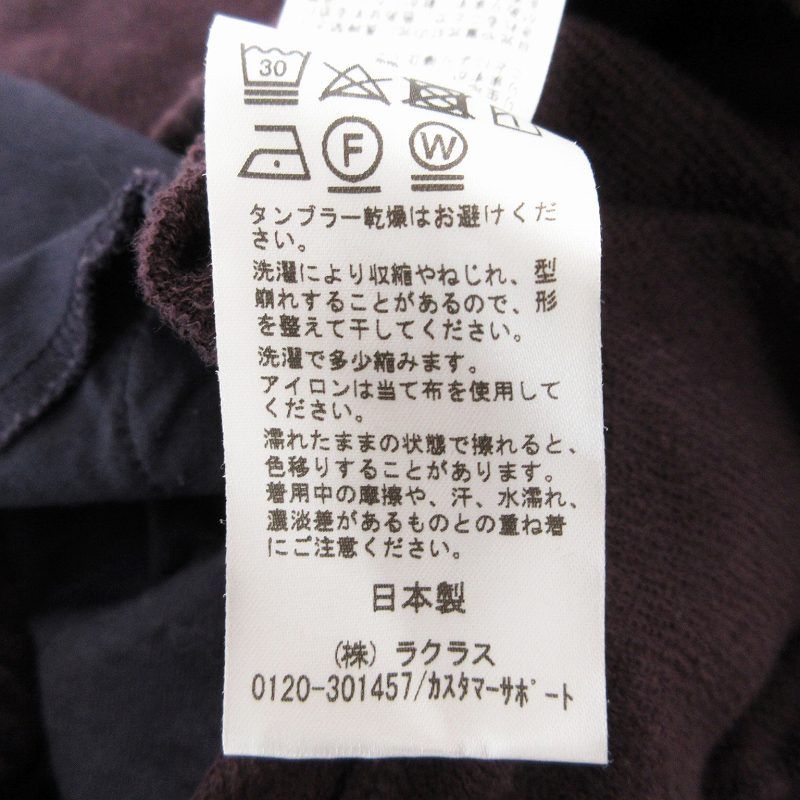 30
F W
タンブラー乾燥はお避けくだ
さい。
洗濯により収縮やねじれ、型
崩れすることがあるので、形
を整えて干してください。
洗濯で多少縮みます。
アイロンは当て布を使用して
ください。
濡れたままの状態で擦れると、
色移りすることがあります。
着用中の摩擦や、汗、水濡れ、
濃淡差があるものとの重ね着
にご注意ください。
日本製
(株) ラクラス
0120-301457/カスタマーサポート